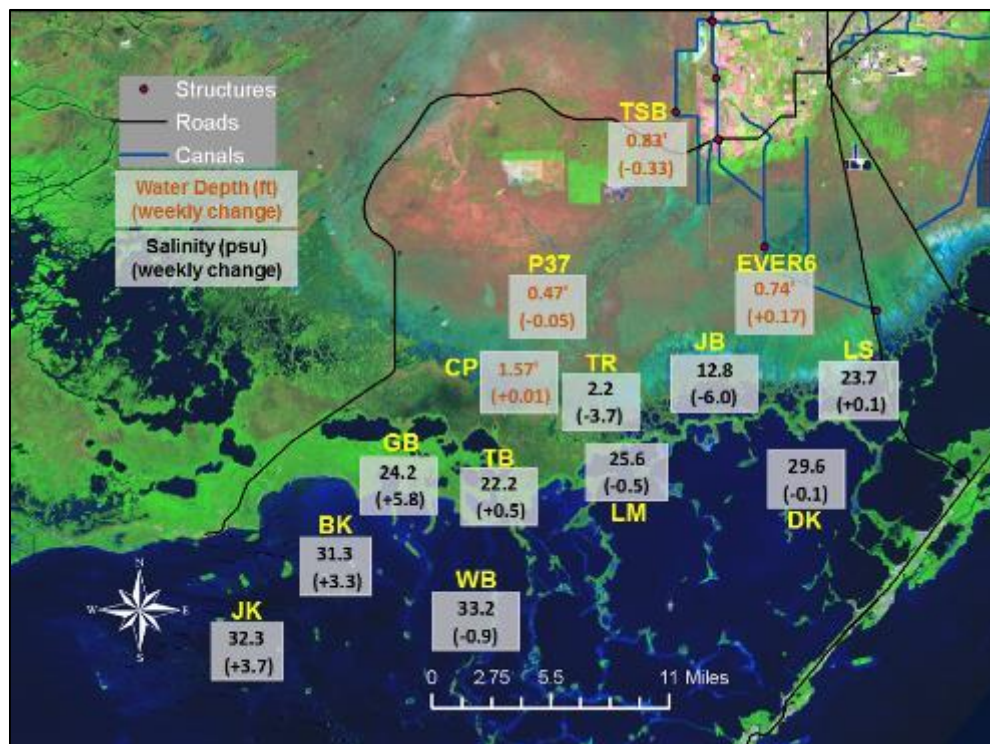 Structures
Roads
Canals
Water Depth (ft)
(weekly change)
Salinity (psu)
(weekly change)
TSB
0.83'
(-0.33)
P37
0.47'
(-0.05)
EVER6
0.74'
(+0.17)
CP
1.57'
(+0.01)
TR
2.2
(-3.7)
JB
12.8
(-6.0)
LS
23.7
(+0.1)
GB
24.2
(+5.8)
TB
22.2
(+0.5)
25.6
(-0.5)
LM
29.6
(-0.1)
DK
BK
31.3
(+3.3)
WB
33.2
(-0.9)
JK
32.3
(+3.7)
N
W E
S
0 2.75 5.5 11 Miles